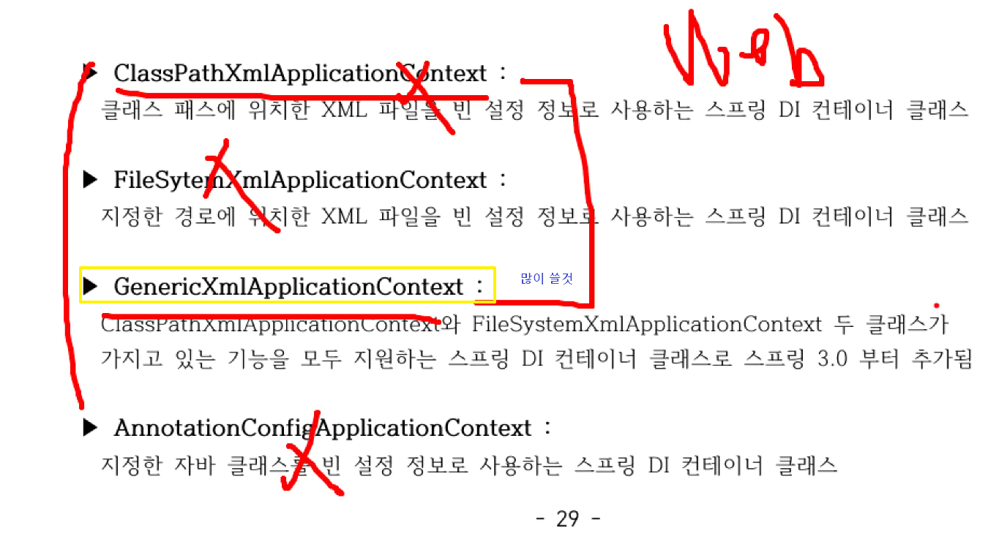 Web
▶ ClassPathXmlApplicationContext :
클래스 패스에 위치한 XML 파일을 빈 설정 정보로 사용하는 스프링 DI 컨테이너 클래스
▶ FileSytemXmlApplicationContext :
지정한 경로에 위치한 XML 파일을 빈 설정 정보로 사용하는 스프링 DI 컨테이너 클래스
▶ GenericXmlApplicationContext : 많이 쓸것
ClassPathXmlApplicationContext와 FileSystemXmlApplicationContext 두 클래스가
가지고 있는 기능을 모두 지원하는 스프링 DI 컨테이너 클래스로 스프링 3.0 부터 추가됨
▶ AnnotationConfigApplicationContext :
지정한 자바 클래스를 빈 설정 정보로 사용하는 스프링 DI 컨테이너 클래스
- 29 -